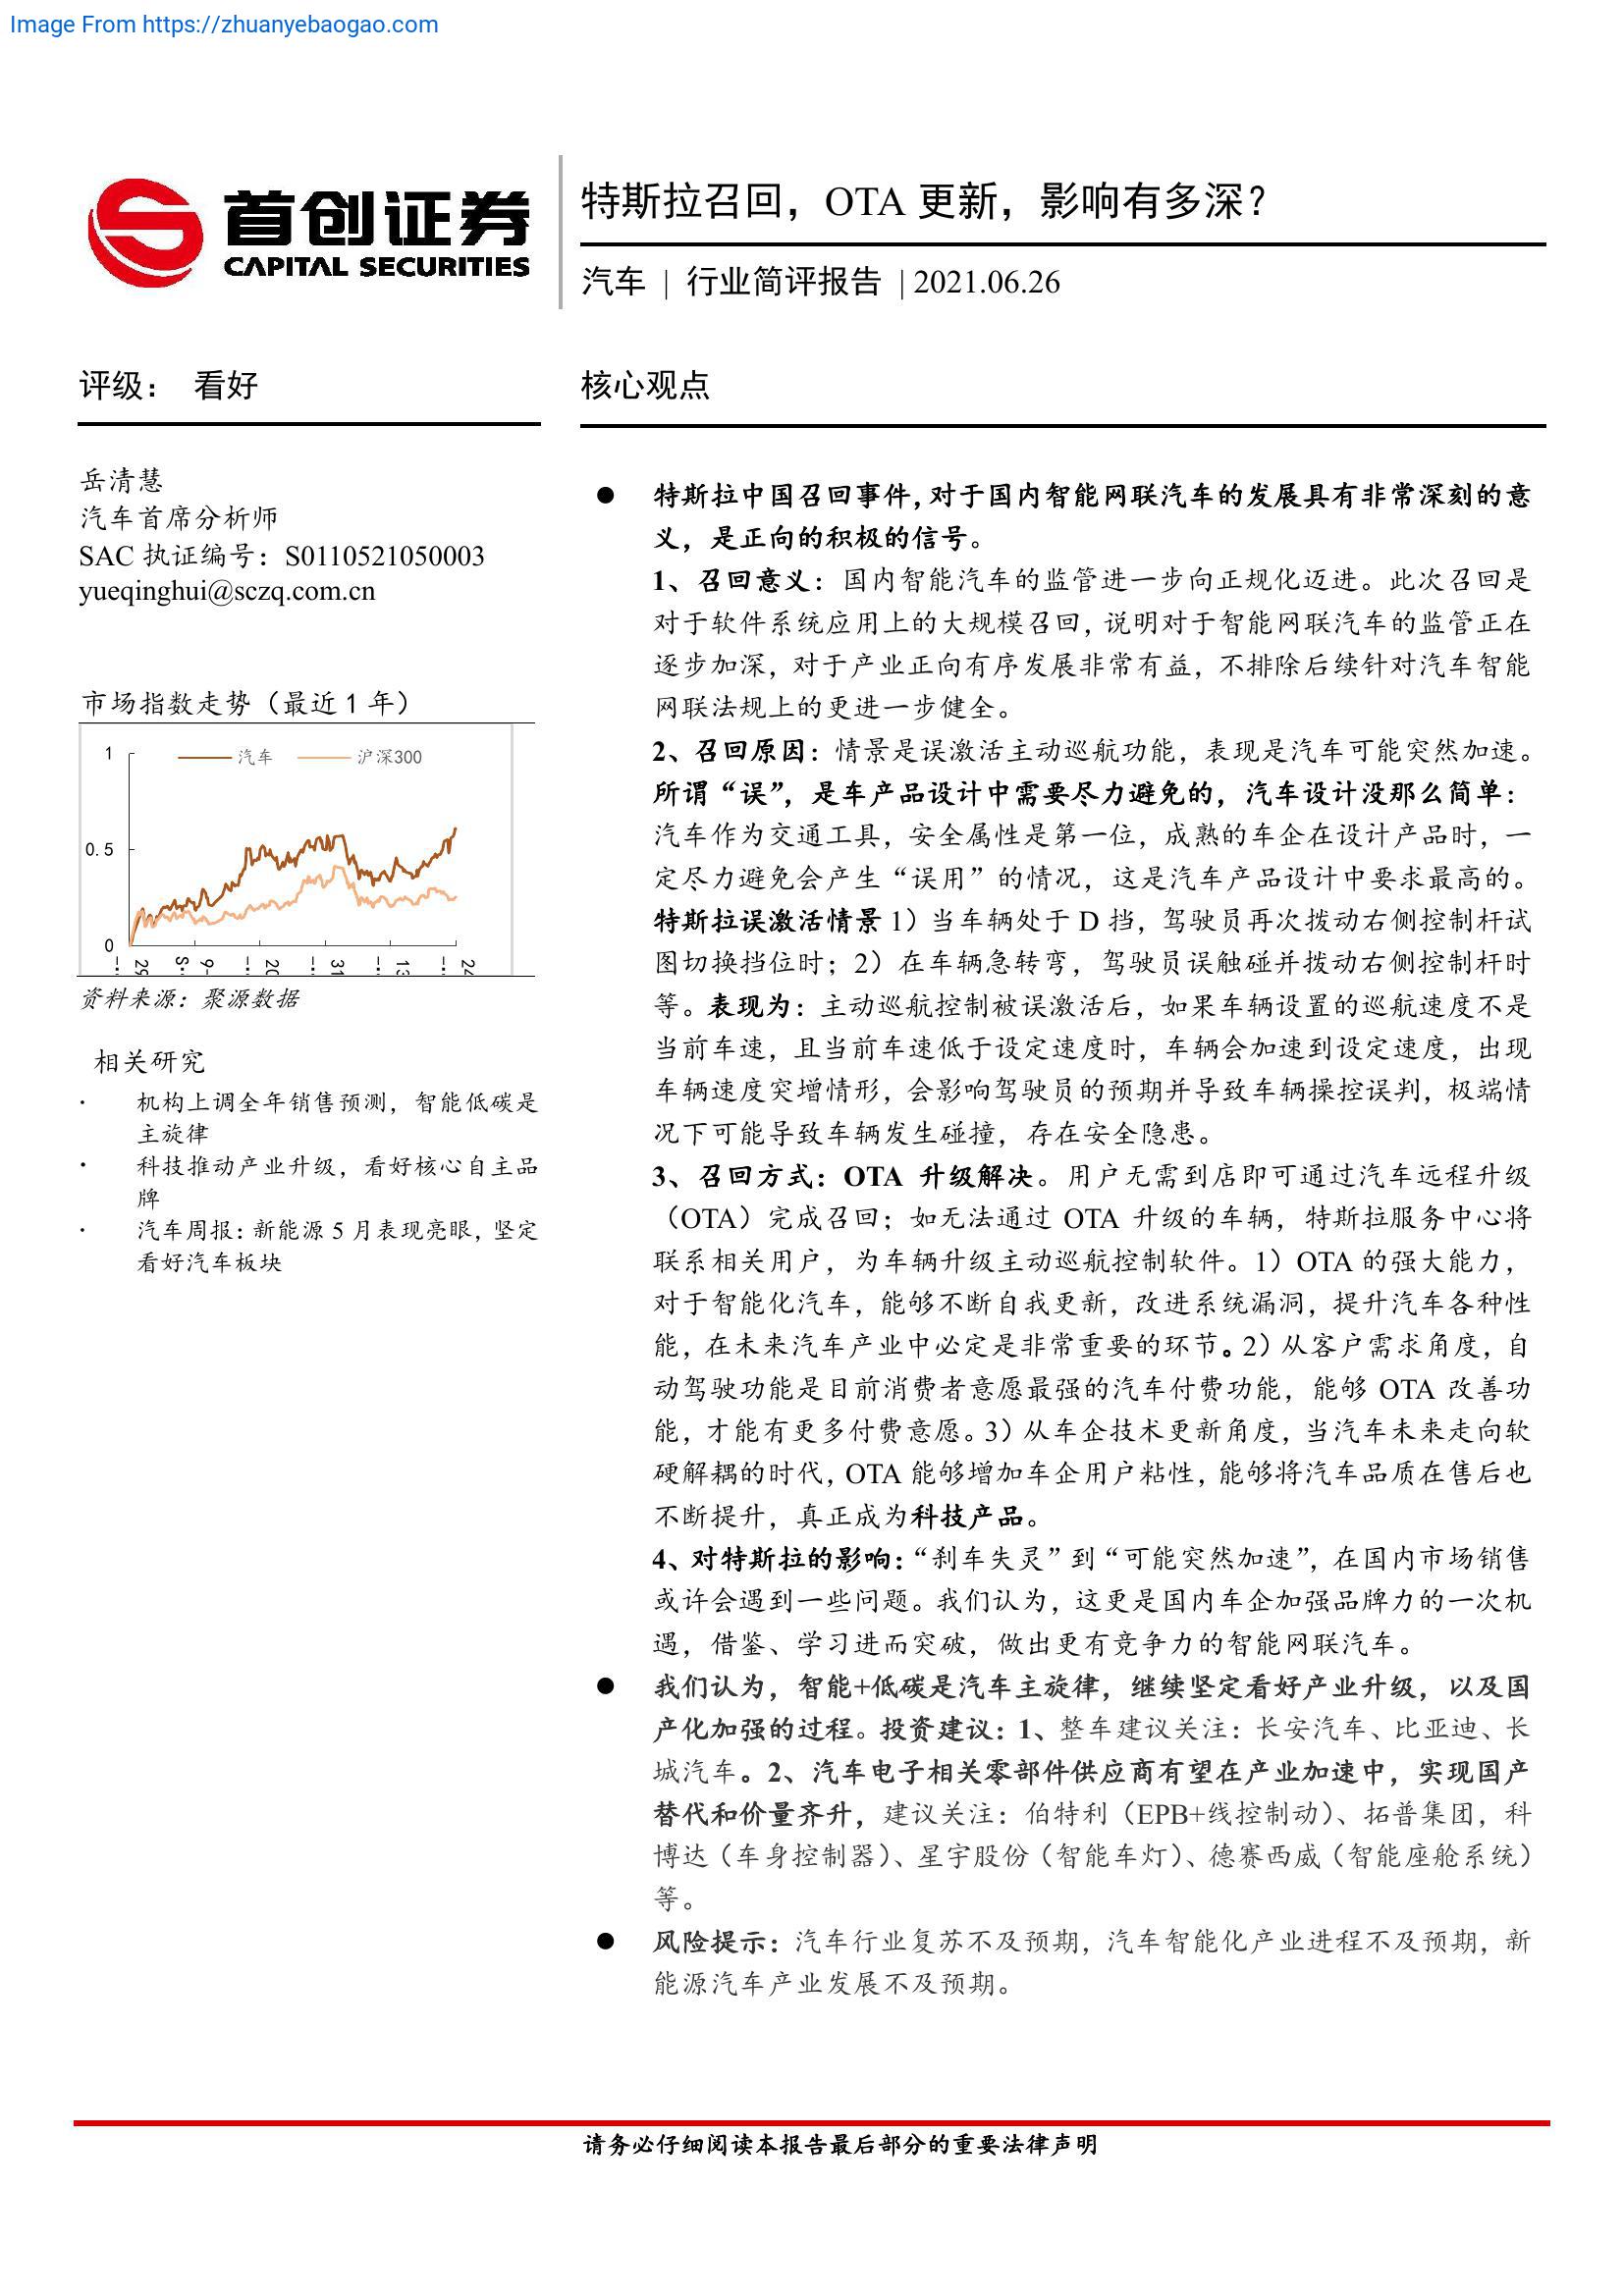 Image From https://zhuanyebaogao.com
首创证券
CAPITAL SECURITIES
特斯拉召回，OTA 更新，影响有多深？
汽车 | 行业简评报告 | 2021.06.26
评级： 看好
岳清慧
汽车首席分析师
SAC 执证编号：S0110521050003
yueqinghui@sczq.com.cn
市场指数走势（最近 1 年）
汽车 沪深300
1
0.5
0
29 S. 9- 20 31 13 24
资料来源：聚源数据
相关研究
· 机构上调全年销售预测，智能低碳是
主旋律
· 科技推动产业升级，看好核心自主品
牌
· 汽车周报：新能源 5 月表现亮眼，坚定
看好汽车板块
核心观点
● 特斯拉中国召回事件，对于国内智能网联汽车的发展具有非常深刻的意
义，是正向的积极的信号。
1、召回意义：国内智能汽车的监管进一步向正规化迈进。此次召回是
对于软件系统应用上的大规模召回，说明对于智能网联汽车的监管正在
逐步加深，对于产业正向有序发展非常有益，不排除后续针对汽车智能
网联法规上的更进一步健全。
2、召回原因：情景是误激活主动巡航功能，表现是汽车可能突然加速。
所谓“误”，是车产品设计中需要尽力避免的，汽车设计没那么简单：
汽车作为交通工具，安全属性是第一位，成熟的车企在设计产品时，一
定尽力避免会产生“误用”的情况，这是汽车产品设计中要求最高的。
特斯拉误激活情景 1）当车辆处于 D 挡，驾驶员再次拨动右侧控制杆试
图切换挡位时；2）在车辆急转弯，驾驶员误触碰并拨动右侧控制杆时
等。表现为：主动巡航控制被误激活后，如果车辆设置的巡航速度不是
当前车速，且当前车速低于设定速度时，车辆会加速到设定速度，出现
车辆速度突增情形，会影响驾驶员的预期并导致车辆操控误判，极端情
况下可能导致车辆发生碰撞，存在安全隐患。
3、召回方式：OTA 升级解决。用户无需到店即可通过汽车远程升级
（OTA）完成召回；如无法通过 OTA 升级的车辆，特斯拉服务中心将
联系相关用户，为车辆升级主动巡航控制软件。1）OTA 的强大能力，
对于智能化汽车，能够不断自我更新，改进系统漏洞，提升汽车各种性
能，在未来汽车产业中必定是非常重要的环节。2）从客户需求角度，自
动驾驶功能是目前消费者意愿最强的汽车付费功能，能够 OTA 改善功
能，才能有更多付费意愿。3）从车企技术更新角度，当汽车未来走向软
硬解耦的时代，OTA 能够增加车企用户粘性，能够将汽车品质在售后也
不断提升，真正成为科技产品。
4、对特斯拉的影响：“刹车失灵”到“可能突然加速”，在国内市场销售
或许会遇到一些问题。我们认为，这更是国内车企加强品牌力的一次机
遇，借鉴、学习进而突破，做出更有竞争力的智能网联汽车。
● 我们认为，智能+低碳是汽车主旋律，继续坚定看好产业升级，以及国
产化加强的过程。投资建议：1、整车建议关注：长安汽车、比亚迪、长
城汽车。2、汽车电子相关零部件供应商有望在产业加速中，实现国产
替代和价量齐升，建议关注：伯特利（EPB+线控制动）、拓普集团，科
博达（车身控制器）、星宇股份（智能车灯）、德赛西威（智能座舱系统）
等。
● 风险提示：汽车行业复苏不及预期，汽车智能化产业进程不及预期，新
能源汽车产业发展不及预期。
请务必仔细阅读本报告最后部分的重要法律声明